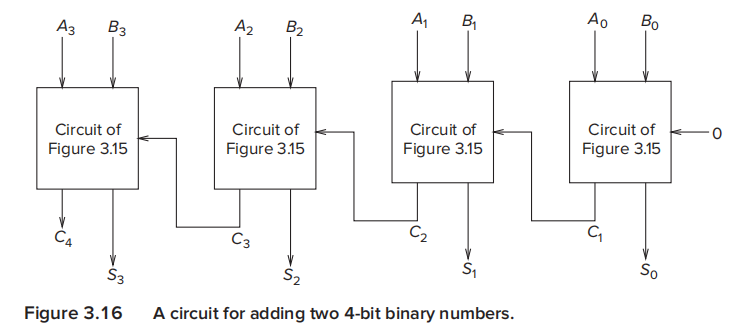 A₃ B₃ A₂ B₂ A₁ B₁ A₀ B₀
Circuit of Circuit of Circuit of Circuit of
Figure 3.15 Figure 3.15 Figure 3.15 Figure 3.15
0
C₄ C₃ C₂ C₁
S₃ S₂ S₁ S₀
Figure 3.16 A circuit for adding two 4-bit binary numbers.